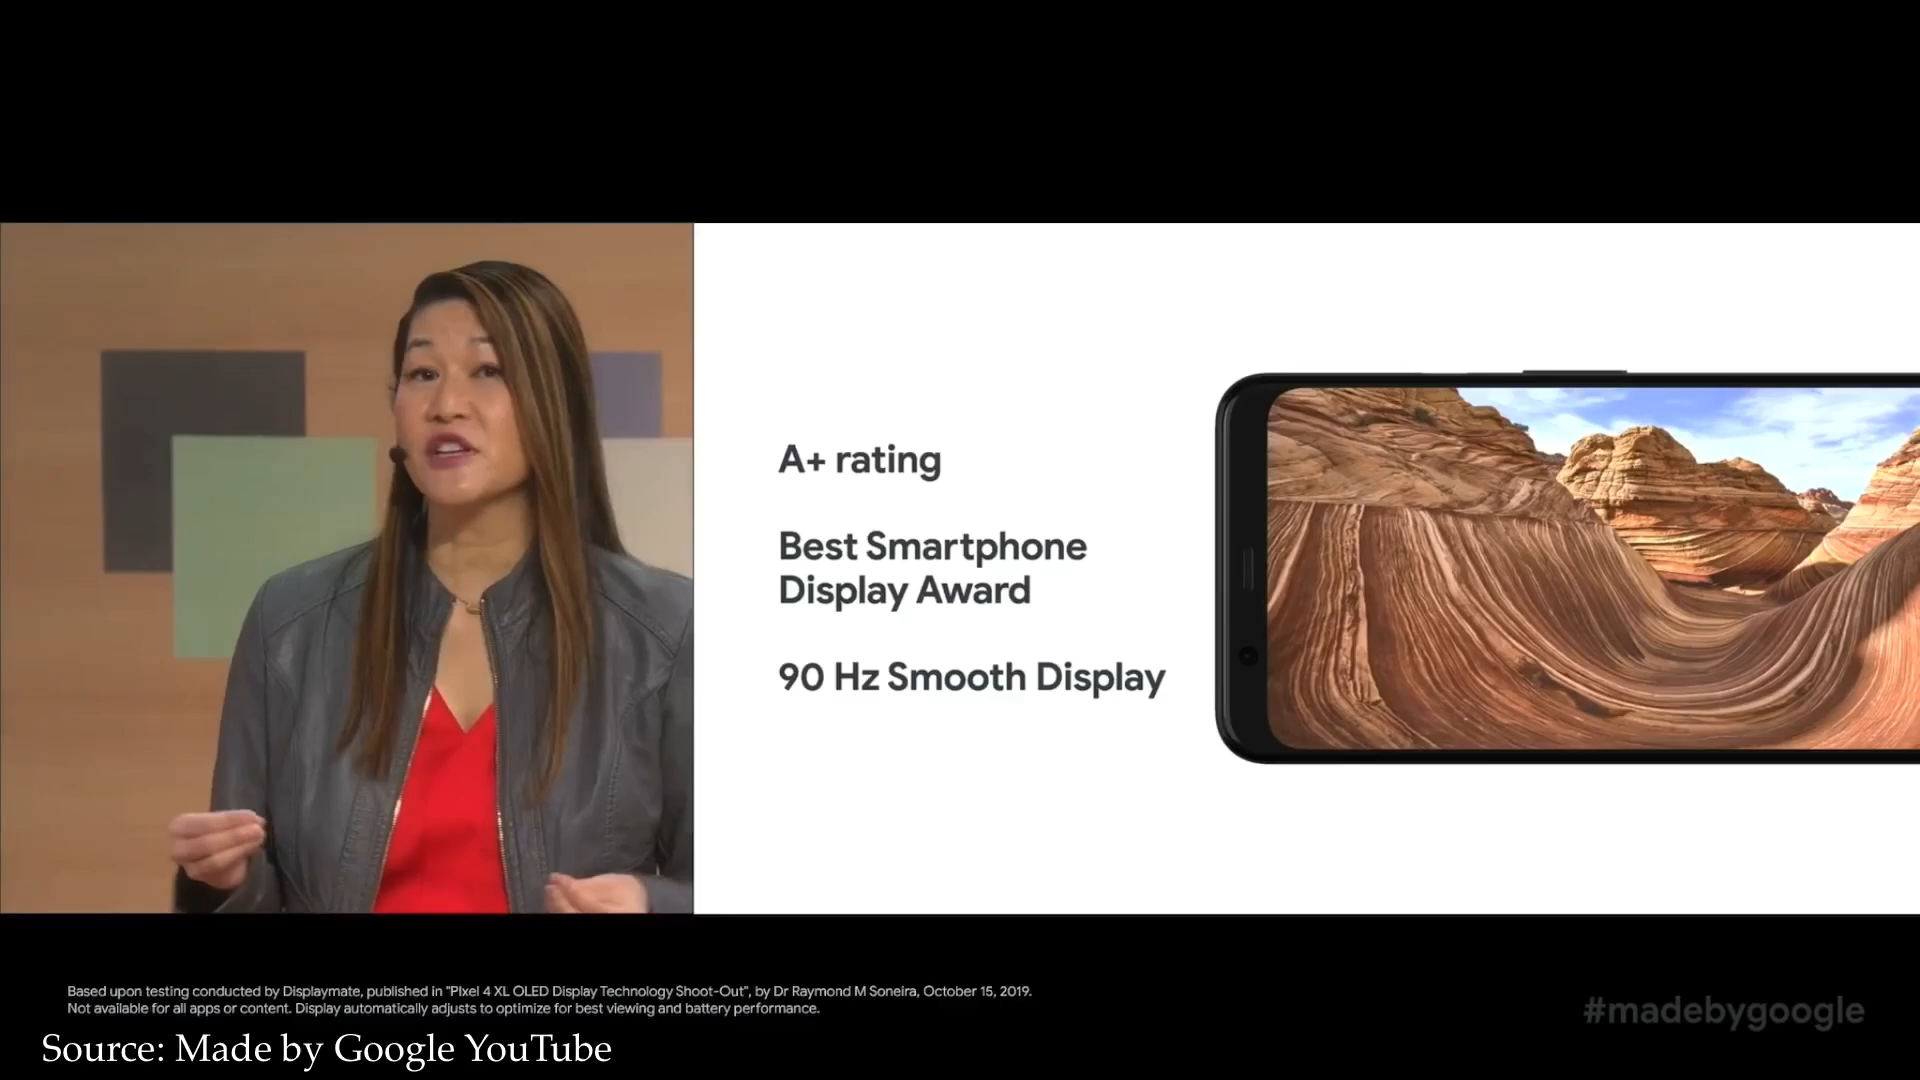 A+ rating
Best Smartphone
Display Award
90 Hz Smooth Display
Based upon testing conducted by Displaymate, published in "PIxel 4 XL OLED Display Technology Shoot-Out", by Dr Raymond M Soneira, October 15, 2019.
Not available for all apps or content. Display automatically adjusts to optimize for best viewing and battery performance.
#madebygoogle
Source: Made by Google YouTube